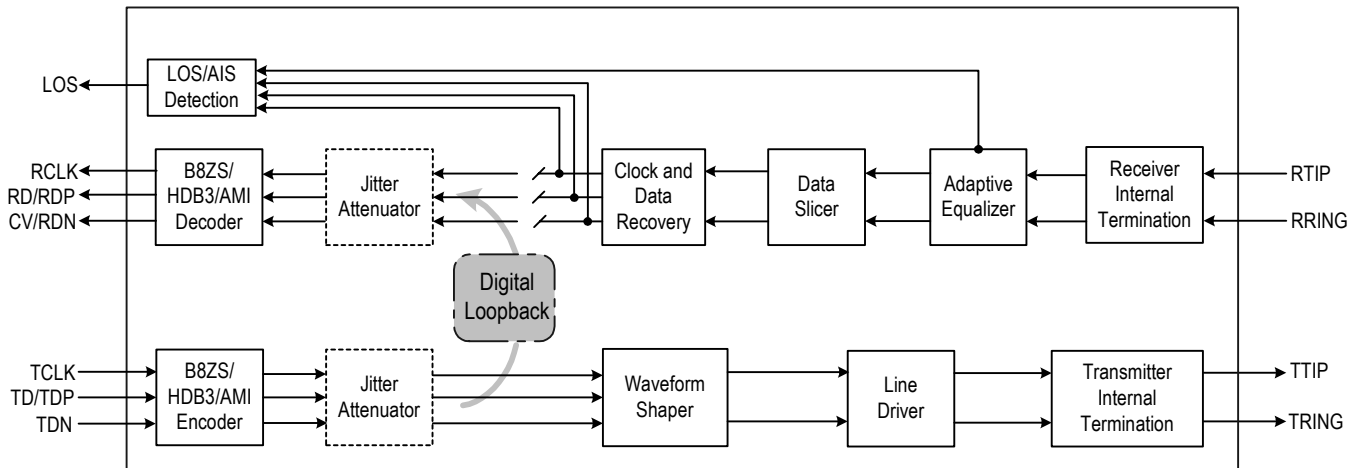 LOS
LOS/AIS
Detection
RCLK
RD/RDP
CV/RDN
B8ZS/
HDB3/AMI
Decoder
Jitter
Attenuator
Clock and
Data
Recovery
Data
Slicer
Adaptive
Equalizer
Receiver
Internal
Termination
RTIP
RRING
Digital
Loopback
TCLK
TD/TDP
TDN
B8ZS/
HDB3/AMI
Encoder
Jitter
Attenuator
Waveform
Shaper
Line
Driver
Transmitter
Internal
Termination
TTIP
TRING